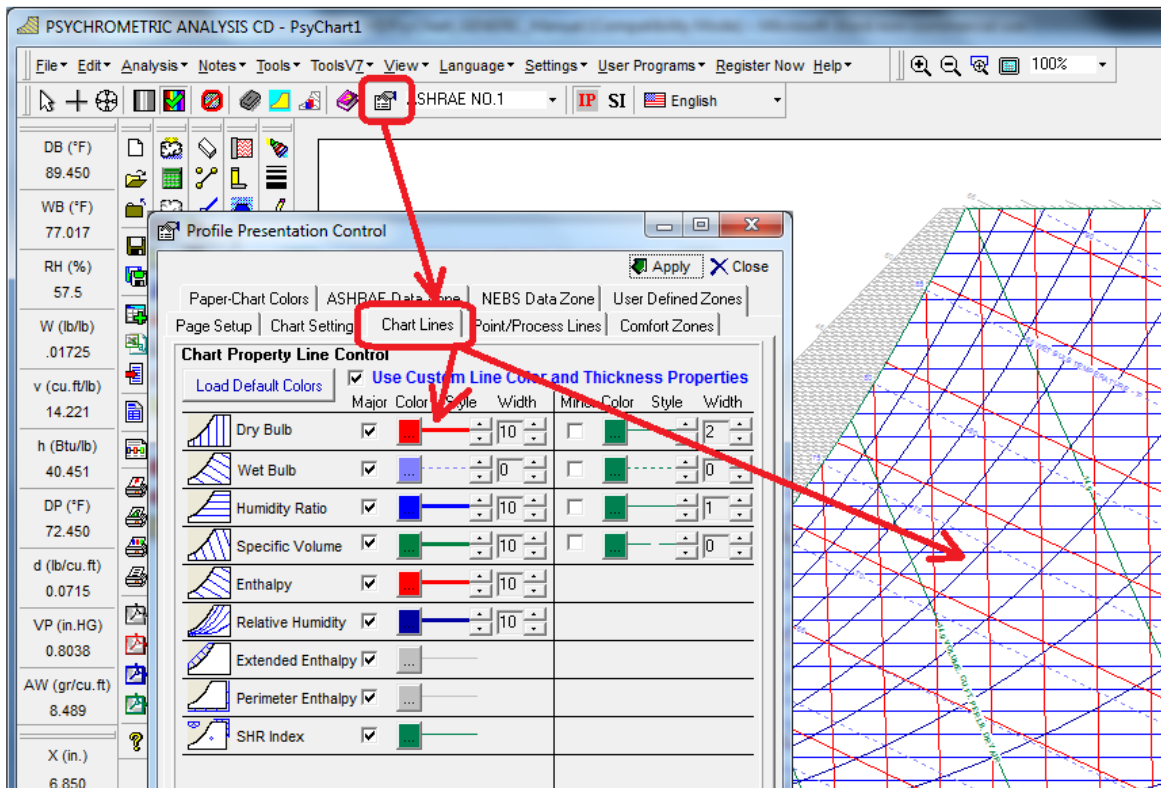 PSYCHROMETRIC ANALYSIS CD - PsyChart1
File Edit Analysis Notes Tools ToolsV7 View Language Settings User Programs Register Now Help 100%
ASHRAE NO.1 IP SI English
DB (°F)
89.450
WB (°F)
77.017
RH (%)
57.5
W (lb/lb)
.01725
v (cu.ft/lb)
14.221
h (Btu/lb)
40.451
DP (°F)
72.450
d (lb/cu.ft)
0.0715
VP (in.HG)
0.8038
AW (gr/cu.ft)
8.489
X (in.)
6.850
Profile Presentation Control
Apply Close
Paper-Chart Colors ASHRAE Data Zone NEBS Data Zone User Defined Zones
Page Setup Chart Setting Chart Lines Point/Process Lines Comfort Zones
Chart Property Line Control
Load Default Colors Use Custom Line Color and Thickness Properties
Major Color Style Width Minor Color Style Width
Dry Bulb ... 10 ... 2
Wet Bulb ... 0 ... 0
Humidity Ratio ... 10 ... 1
Specific Volume ... 10 ... 0
Enthalpy ... 10
Relative Humidity ... 10
Extended Enthalpy ...
Perimeter Enthalpy ...
SHR Index ...